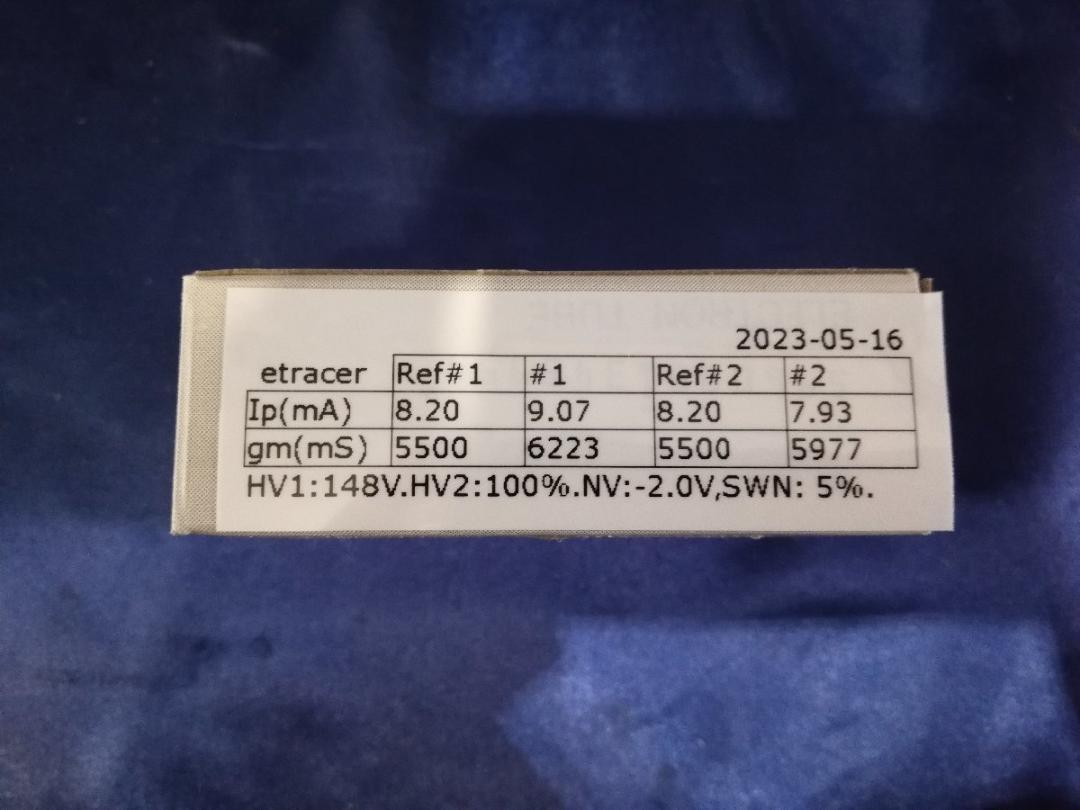 2023-05-16
etracer Ref#1 #1 Ref#2 #2
Ip(mA) 8.20 9.07 8.20 7.93
gm(mS) 5500 6223 5500 5977
HV1:148V.HV2:100%.NV:-2.0V,SWN: 5%.